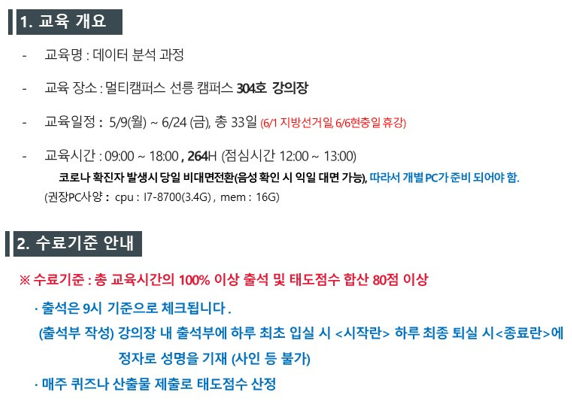 1. 교육 개요
- 교육명 : 데이터 분석 과정
- 교육 장소 : 멀티캠퍼스 선릉 캠퍼스 304호 강의장
- 교육일정 : 5/9(월) ~ 6/24 (금), 총 33일 (6/1 지방선거일, 6/6현충일 휴강)
- 교육시간 : 09:00 ~ 18:00 , 264H (점심시간 12:00 ~ 13:00)
코로나 확진자 발생시 당일 비대면전환(음성 확인 시 익일 대면 가능), 따라서 개별 PC가 준비 되어야 함.
(권장PC사양 : cpu : I7-8700(3.4G) , mem : 16G)
2. 수료기준 안내
※ 수료기준 : 총 교육시간의 100% 이상 출석 및 태도점수 합산 80점 이상
· 출석은 9시 기준으로 체크됩니다.
(출석부 작성) 강의장 내 출석부에 하루 최초 입실 시 <시작란> 하루 최종 퇴실 시<종료란>에
정자로 성명을 기재 (사인 등 불가)
· 매주 퀴즈나 산출물 제출로 태도점수 산정